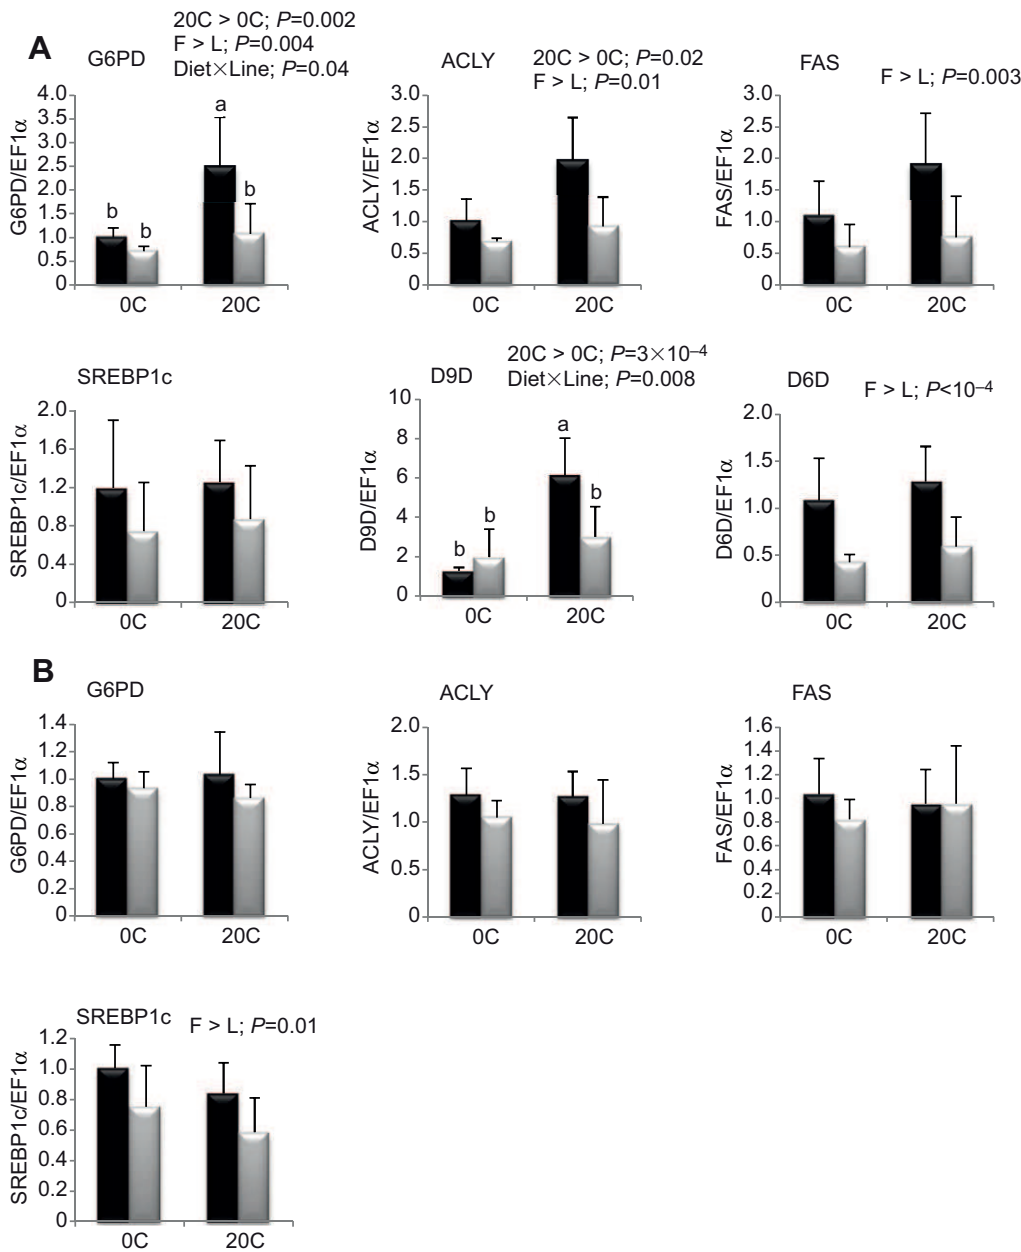 A
G6PD
20C > 0C; P=0.002
F > L; P=0.004
Diet×Line; P=0.04
G6PD/EF1α
4.0
3.5
3.0
2.5
2.0
1.5
1.0
0.5
0
b
b
a
b
0C
20C
ACLY
20C > 0C; P=0.02
F > L; P=0.01
ACLY/EF1α
3.0
2.5
2.0
1.5
1.0
0.5
0
0C
20C
FAS
F > L; P=0.003
FAS/EF1α
3.0
2.5
2.0
1.5
1.0
0.5
0
0C
20C
SREBP1c
SREBP1c/EF1α
2.0
1.6
1.2
0.8
0.4
0
0C
20C
D9D
20C > 0C; P=3×10⁻⁴
Diet×Line; P=0.008
D9D/EF1α
10
8
6
4
2
0
b
b
a
b
0C
20C
D6D
F > L; P<10⁻⁴
D6D/EF1α
2.0
1.5
1.0
0.5
0
0C
20C
B
G6PD
G6PD/EF1α
1.4
1.2
1.0
0.8
0.6
0.4
0.2
0
0C
20C
ACLY
ACLY/EF1α
2.0
1.5
1.0
0.5
0
0C
20C
FAS
FAS/EF1α
1.6
1.4
1.2
1.0
0.8
0.6
0.4
0.2
0
0C
20C
SREBP1c
F > L; P=0.01
SREBP1c/EF1α
1.2
1.0
0.8
0.6
0.4
0.2
0
0C
20C